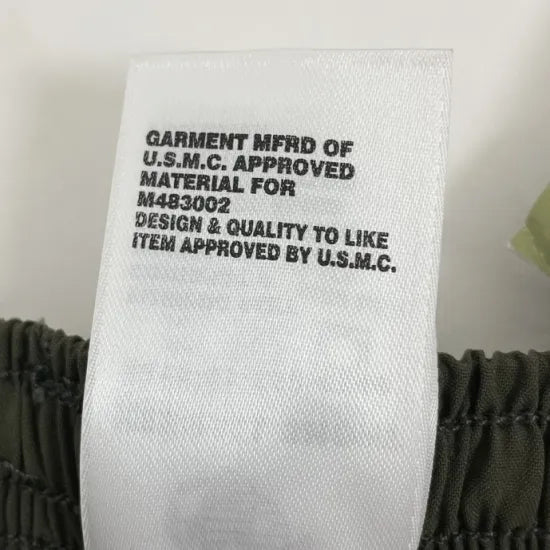 GARMENT MFRD OF
U.S.M.C. APPROVED
MATERIAL FOR
M483002
DESIGN & QUALITY TO LIKE
ITEM APPROVED BY U.S.M.C.